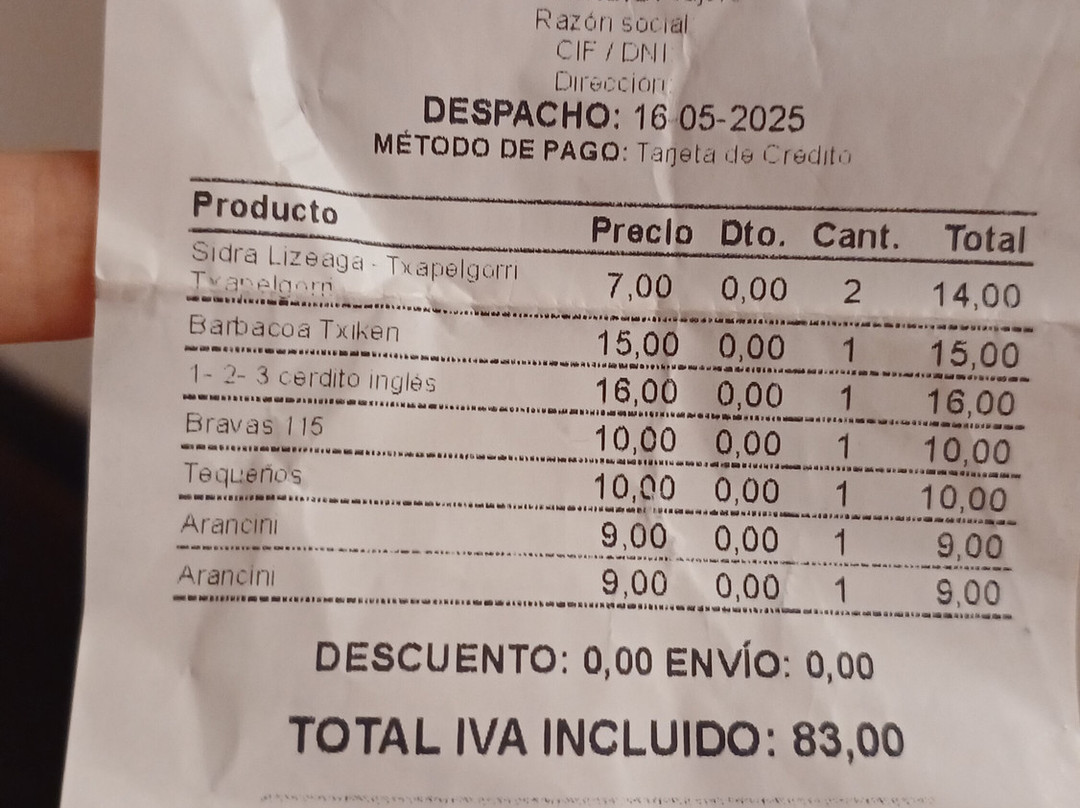 Razón social
CIF / DNI
Dirección:
DESPACHO: 16-05-2025
MÉTODO DE PAGO: Tarjeta de Crédito
Producto Precio Dto. Cant. Total
Sidra Lizeaga - Txapelgorri
Txapelgorri 7,00 0,00 2 14,00
Barbacoa Txiken 15,00 0,00 1 15,00
1- 2- 3 cerdito inglés 16,00 0,00 1 16,00
Bravas 115 10,00 0,00 1 10,00
Tequeños 10,00 0,00 1 10,00
Arancini 9,00 0,00 1 9,00
Arancini 9,00 0,00 1 9,00
DESCUENTO: 0,00 ENVÍO: 0,00
TOTAL IVA INCLUIDO: 83,00